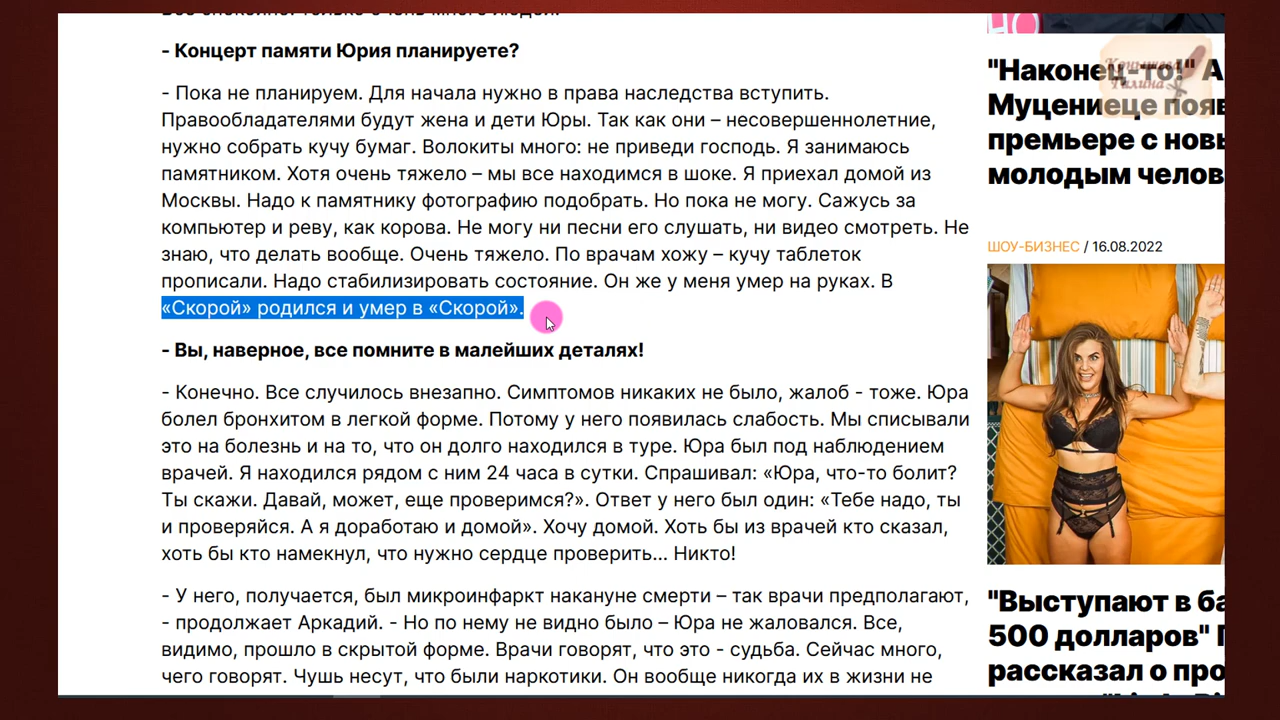 - Концерт памяти Юрия планируете?
- Пока не планируем. Для начала нужно в права наследства вступить.
Правообладателями будут жена и дети Юры. Так как они – несовершеннолетние,
нужно собрать кучу бумаг. Волокиты много: не приведи господь. Я занимаюсь
памятником. Хотя очень тяжело – мы все находимся в шоке. Я приехал домой из
Москвы. Надо к памятнику фотографию подобрать. Но пока не могу. Сажусь за
компьютер и реву, как корова. Не могу ни песни его слушать, ни видео смотреть. Не
знаю, что делать вообще. Очень тяжело. По врачам хожу – кучу таблеток
прописали. Надо стабилизировать состояние. Он же у меня умер на руках. В
«Скорой» родился и умер в «Скорой».
- Вы, наверное, все помните в малейших деталях!
- Конечно. Все случилось внезапно. Симптомов никаких не было, жалоб - тоже. Юра
болел бронхитом в легкой форме. Потому у него появилась слабость. Мы списывали
это на болезнь и на то, что он долго находился в туре. Юра был под наблюдением
врачей. Я находился рядом с ним 24 часа в сутки. Спрашивал: «Юра, что-то болит?
Ты скажи. Давай, может, еще проверимся?». Ответ у него был один: «Тебе надо, ты
и проверяйся. А я доработаю и домой». Хочу домой. Хоть бы из врачей кто сказал,
хоть бы кто намекнул, что нужно сердце проверить... Никто!
- У него, получается, был микроинфаркт накануне смерти – так врачи предполагают,
- продолжает Аркадий. - Но по нему не видно было – Юра не жаловался. Все,
видимо, прошло в скрытой форме. Врачи говорят, что это - судьба. Сейчас много,
чего говорят. Чушь несут, что были наркотики. Он вообще никогда их в жизни не
"Наконец-то!" А
Муцениеце появ
премьере с новы
молодым челов
ШОУ-БИЗНЕС / 16.08.2022
"Выступают в ба
500 долларов" Г
рассказал о про